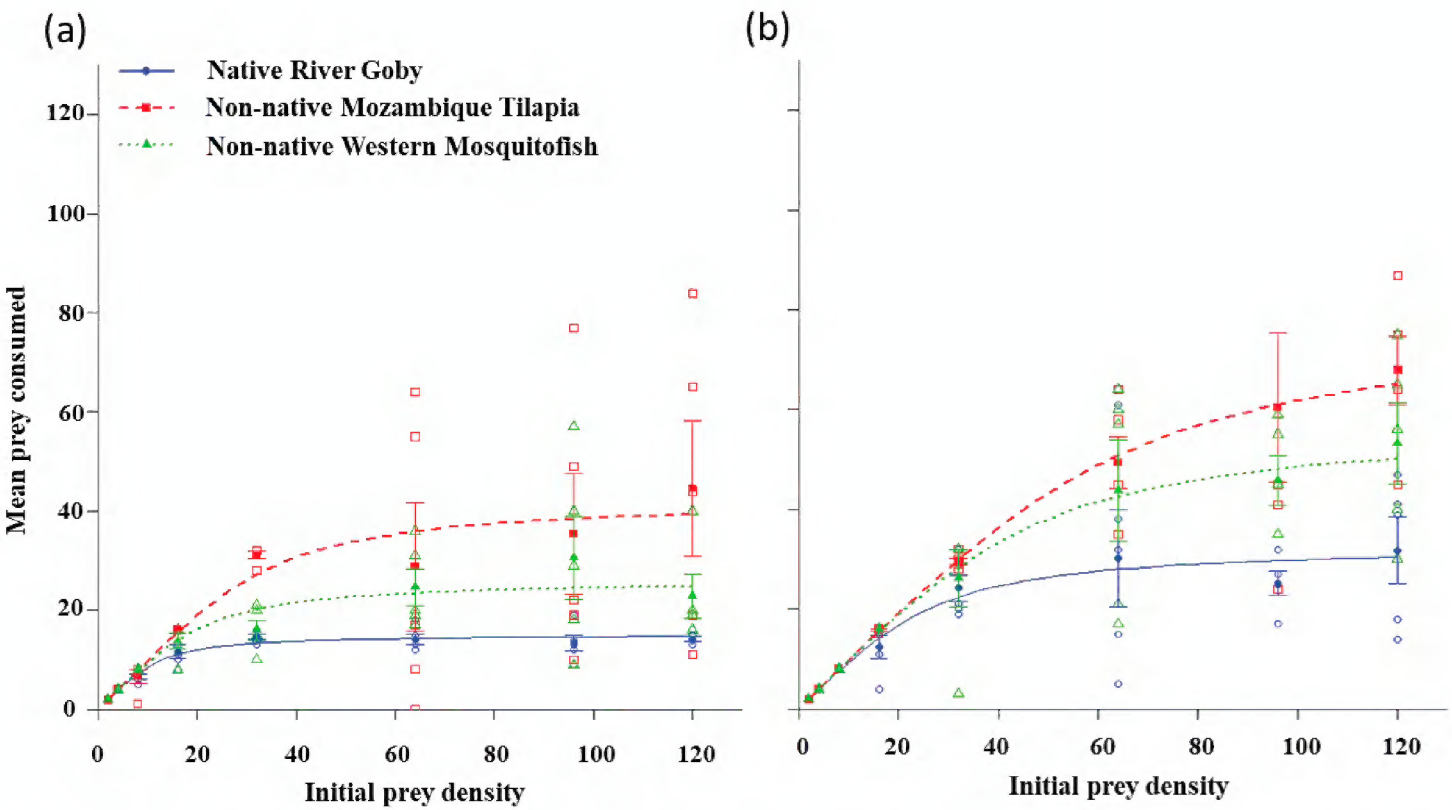 (a)
(b)
Native River Goby
Non-native Mozambique Tilapia
Non-native Western Mosquitofish
120
100
80
60
40
20
0
Mean prey consumed
0 20 40 60 80 100 120
Initial prey density
0 20 40 60 80 100 120
Initial prey density